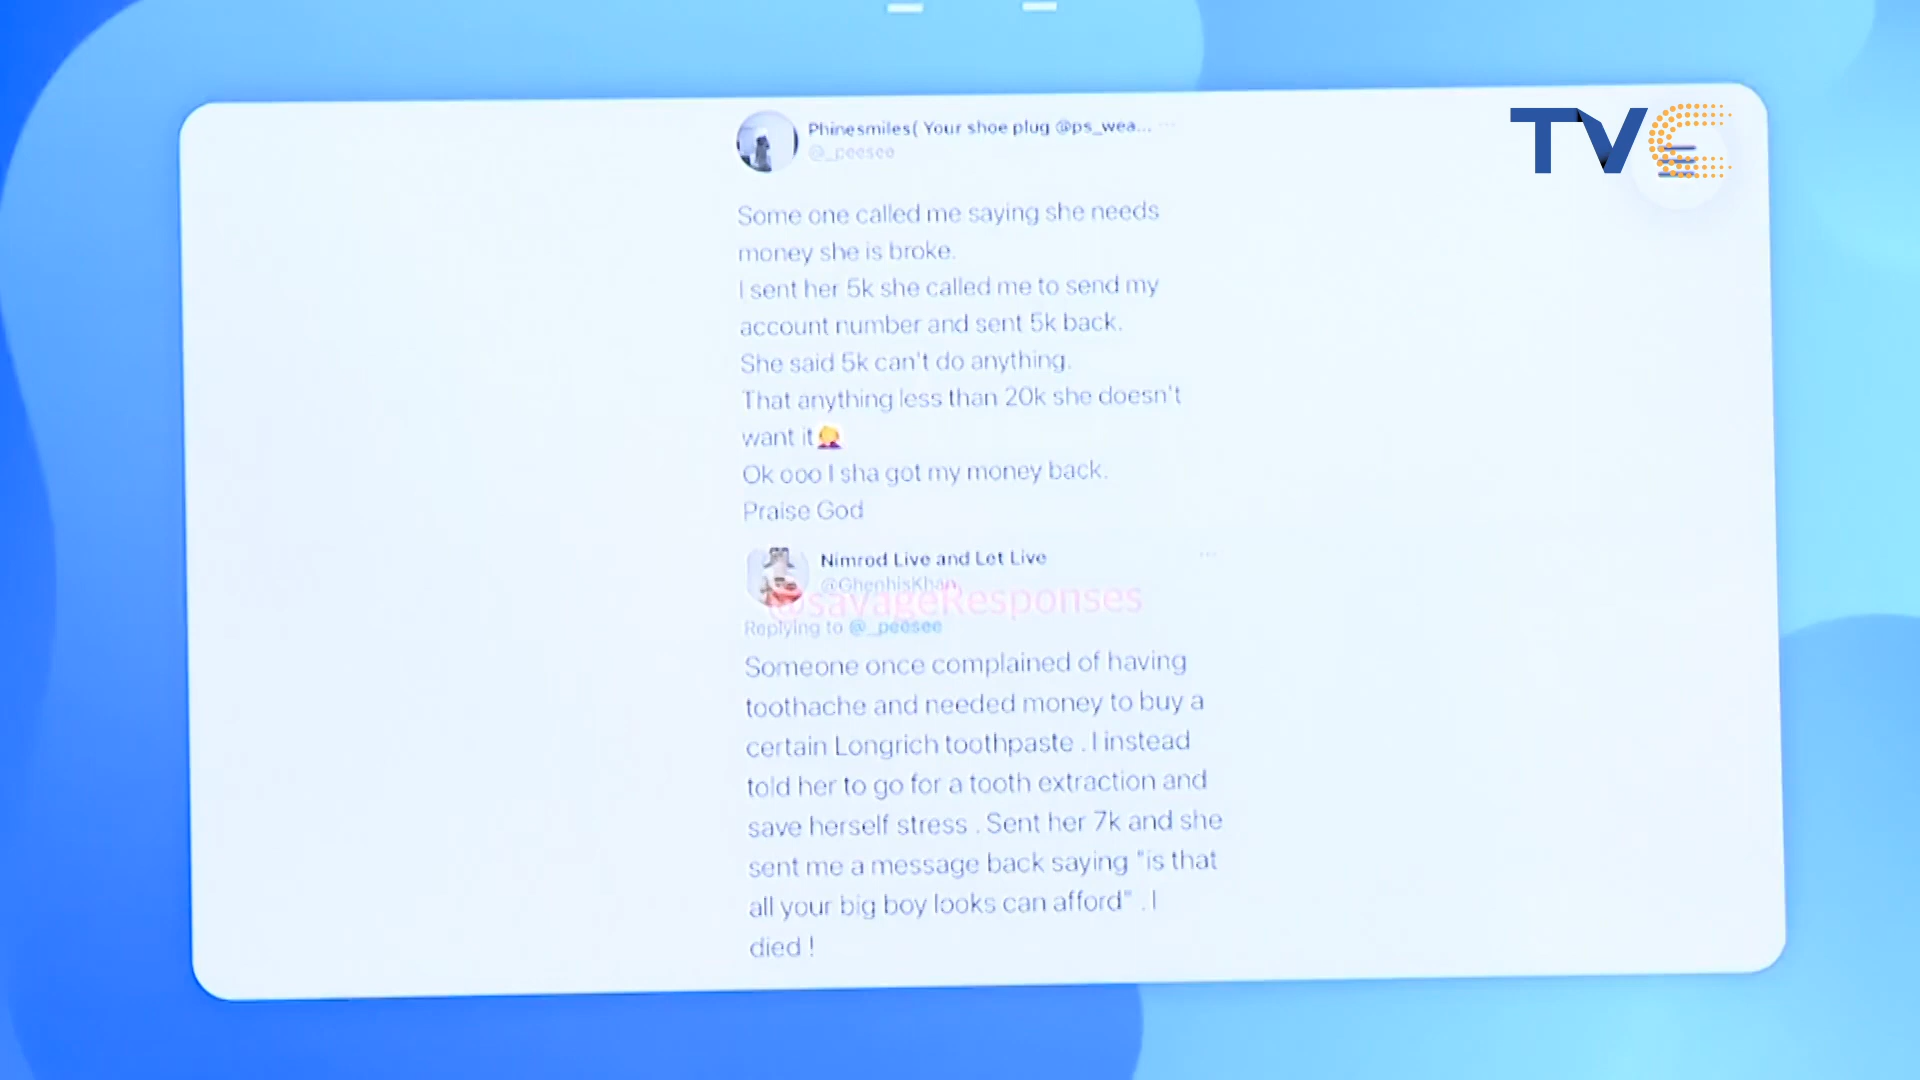 TVC
Phinesmiles( Your shoe plug @ps_wea...
@_peesee
Some one called me saying she needs
money she is broke.
I sent her 5k she called me to send my
account number and sent 5k back.
She said 5k can't do anything.
That anything less than 20k she doesn't
want it🤦
Ok ooo I sha got my money back.
Praise God
Nimrod Live and Let Live
@GhenhisKhan
@savageResponses
Replying to @_peesee
Someone once complained of having
toothache and needed money to buy a
certain Longrich toothpaste . I instead
told her to go for a tooth extraction and
save herself stress . Sent her 7k and she
sent me a message back saying "is that
all your big boy looks can afford" . I
died !